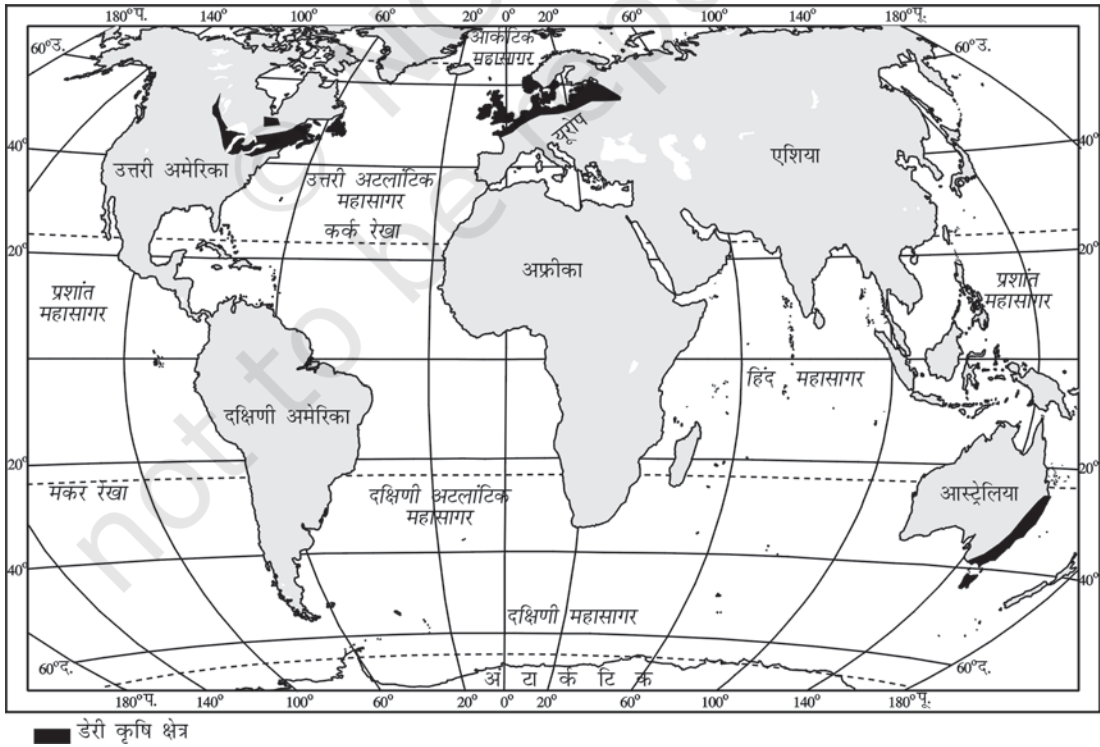 180°प. 140° 100° 60° 20° 0° 20° 60° 100° 140° 180°पू.
60°उ. 60°उ.
आर्कटिक
महासागर
यूरोप
एशिया
40° 40°
उत्तरी अमेरिका
उत्तरी अटलांटिक
महासागर
कर्क रेखा
20° 20°
अफ्रीका
प्रशांत
महासागर
प्रशांत
महासागर
हिंद महासागर
दक्षिणी अमेरिका
20° 20°
मकर रेखा
दक्षिणी अटलांटिक
महासागर
आस्ट्रेलिया
40° 40°
दक्षिणी महासागर
60°द. 60°द.
अं टा र्क टि क
180°प. 140° 100° 60° 20° 0° 20° 60° 100° 140° 180°पू.
डेरी कृषि क्षेत्र
not to be